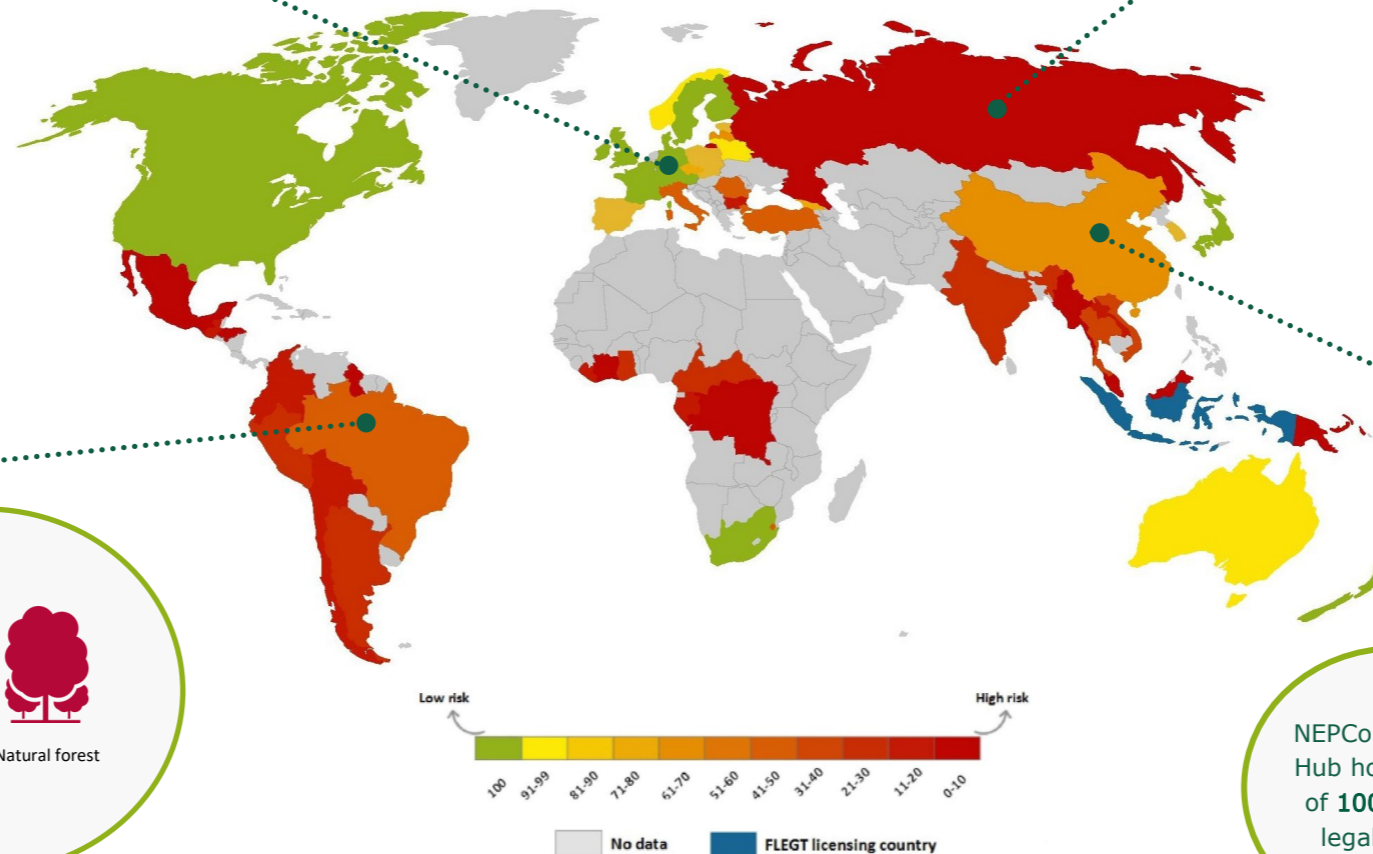 Natural forest
Low risk
High risk
100
91-99
81-90
71-80
61-70
51-60
41-50
31-40
21-30
11-20
0-10
No data
FLEGT licensing country
NEPCo
Hub ho
of 100
legal